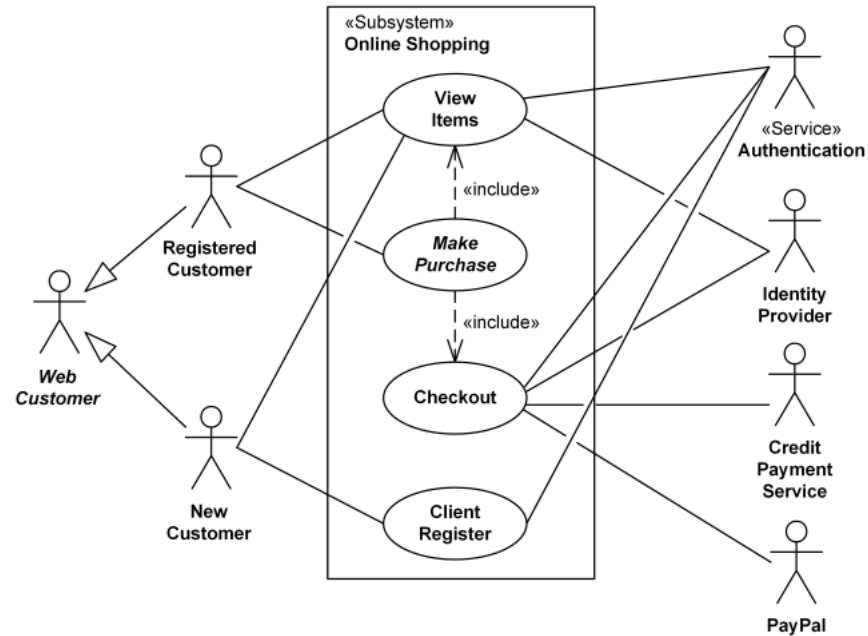 «Subsystem»
Online Shopping
View
Items
«Service»
Authentication
«include»
Registered
Customer
Make
Purchase
Identity
Provider
«include»
Web
Customer
Checkout
Credit
Payment
Service
New
Customer
Client
Register
PayPal